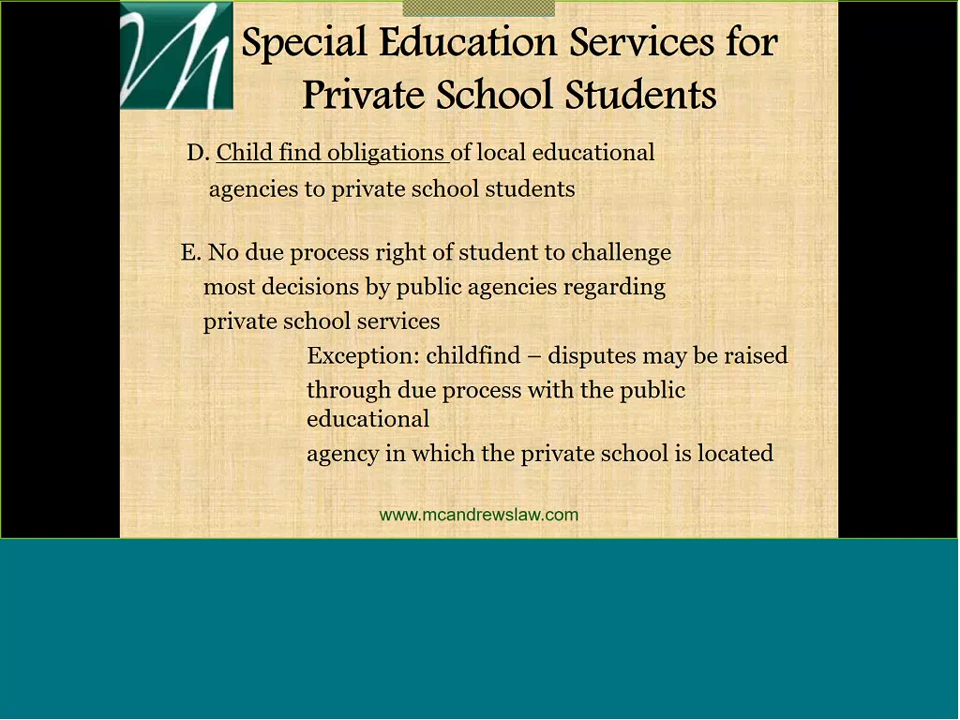 Special Education Services for
Private School Students
D. Child find obligations of local educational
agencies to private school students
E. No due process right of student to challenge
most decisions by public agencies regarding
private school services
Exception: childfind – disputes may be raised
through due process with the public
educational
agency in which the private school is located
www.mcandrewslaw.com